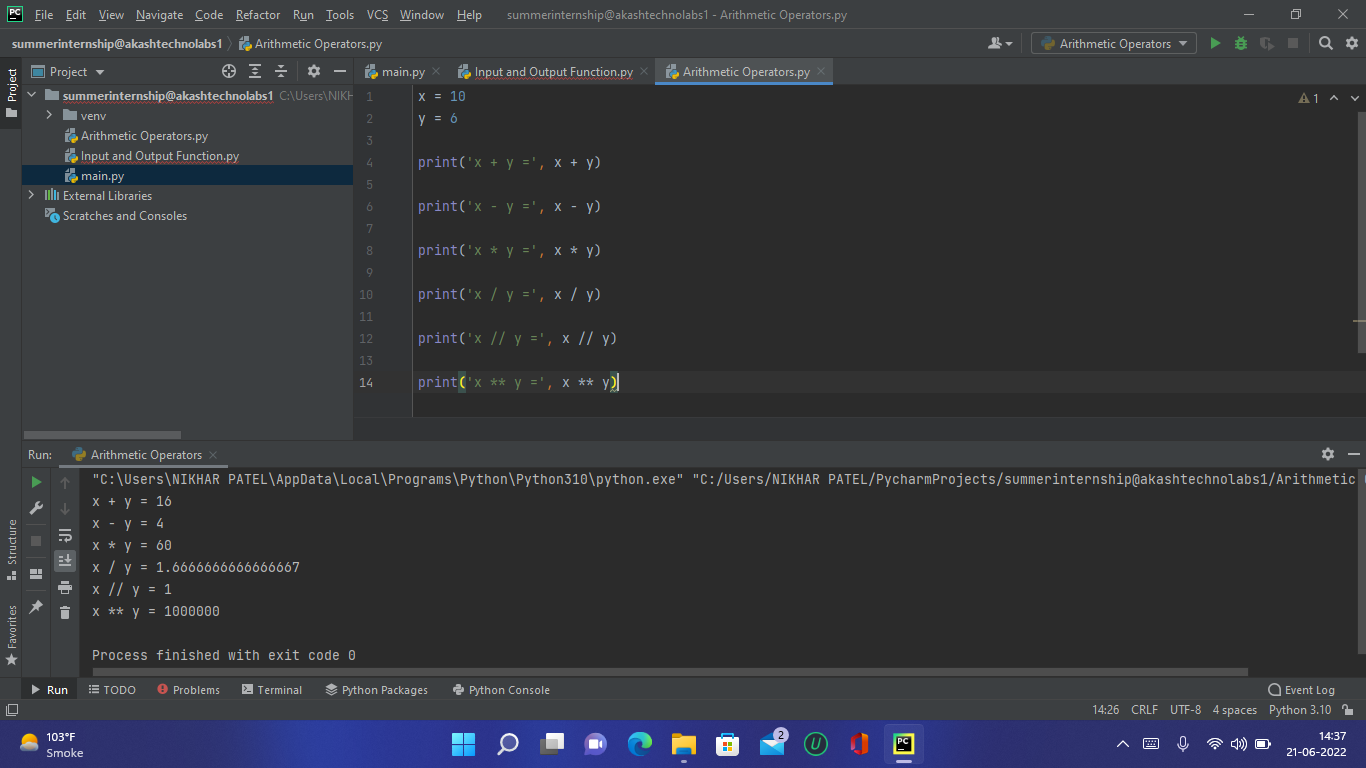 PC File Edit View Navigate Code Refactor Run Tools VCS Window Help summerinternship@akashtechnolabs1 - Arithmetic Operators.py
summerinternship@akashtechnolabs1 Arithmetic Operators.py Arithmetic Operators
Project Project main.py Input and Output Function.py Arithmetic Operators.py
summerinternship@akashtechnolabs1 C:\Users\NIKH
venv
Arithmetic Operators.py
Input and Output Function.py
main.py
External Libraries
Scratches and Consoles
1 x = 10
2 y = 6
3
4 print('x + y =', x + y)
5
6 print('x - y =', x - y)
7
8 print('x * y =', x * y)
9
10 print('x / y =', x / y)
11
12 print('x // y =', x // y)
13
14 print('x ** y =', x ** y)
1
Run: Arithmetic Operators
"C:\Users\NIKHAR PATEL\AppData\Local\Programs\Python\Python310\python.exe" "C:/Users/NIKHAR PATEL/PycharmProjects/summerinternship@akashtechnolabs1/Arithmetic
x + y = 16
x - y = 4
x * y = 60
x / y = 1.6666666666666667
x // y = 1
x ** y = 1000000
Process finished with exit code 0
Structure
Favorites
Run TODO Problems Terminal Python Packages Python Console Event Log
14:26 CRLF UTF-8 4 spaces Python 3.10
103°F
Smoke
2
U
PC
14:37
21-06-2022